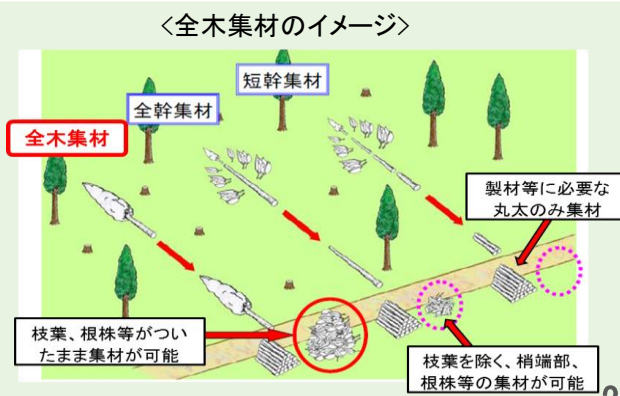 <全木集材のイメージ>
短幹集材
全幹集材
全木集材
製材等に必要な
丸太のみ集材
枝葉、根株等がつい
たまま集材が可能
枝葉を除く、梢端部、
根株等の集材が可能